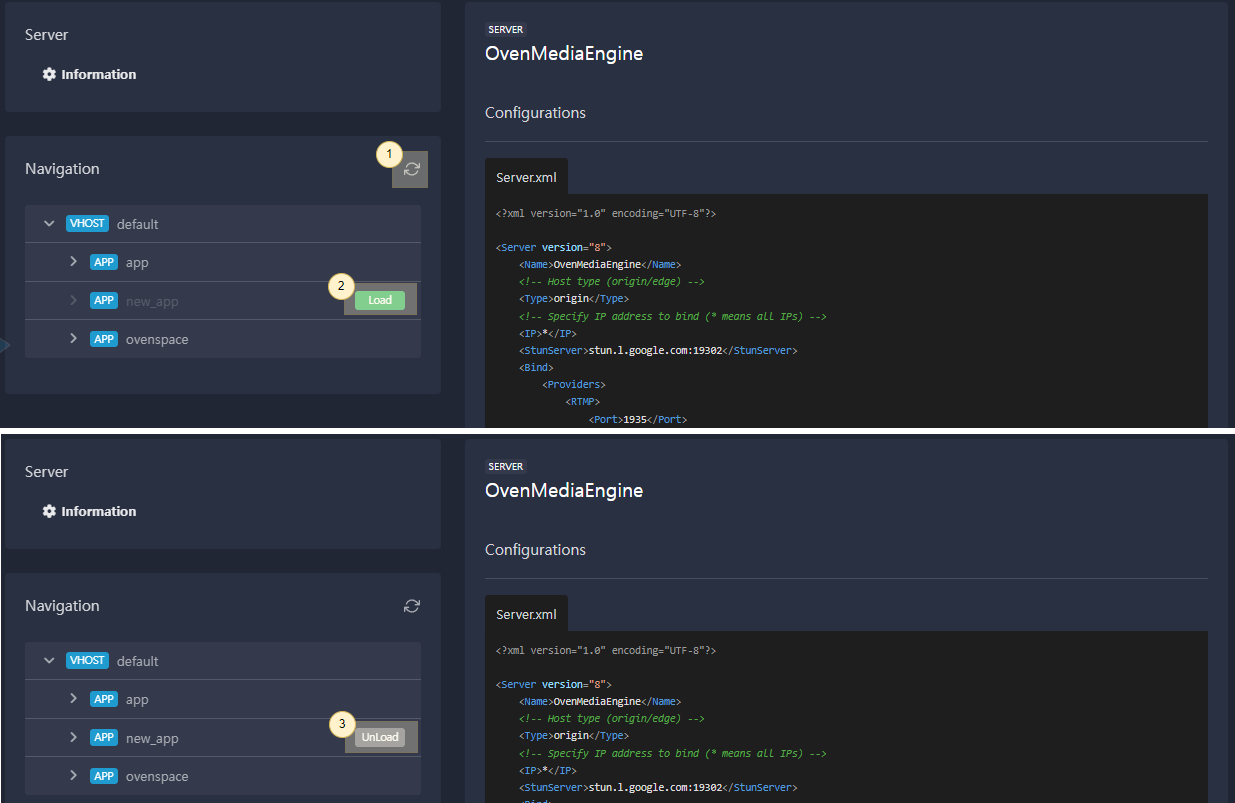 Server
Information
Navigation
1
VHOST default
APP app
APP new_app
2
Load
APP ovenspace
SERVER
OvenMediaEngine
Configurations
Server.xml
<?xml version="1.0" encoding="UTF-8"?>
<Server version="8">
<Name>OvenMediaEngine</Name>
<!-- Host type (origin/edge) -->
<Type>origin</Type>
<!-- Specify IP address to bind (* means all IPs) -->
<IP>*</IP>
<StunServer>stun.l.google.com:19302</StunServer>
<Bind>
<Providers>
<RTMP>
<Port>1935</Port>
Server
Information
Navigation
VHOST default
APP app
APP new_app
3
UnLoad
APP ovenspace
SERVER
OvenMediaEngine
Configurations
Server.xml
<?xml version="1.0" encoding="UTF-8"?>
<Server version="8">
<Name>OvenMediaEngine</Name>
<!-- Host type (origin/edge) -->
<Type>origin</Type>
<!-- Specify IP address to bind (* means all IPs) -->
<IP>*</IP>
<StunServer>stun.l.google.com:19302</StunServer>